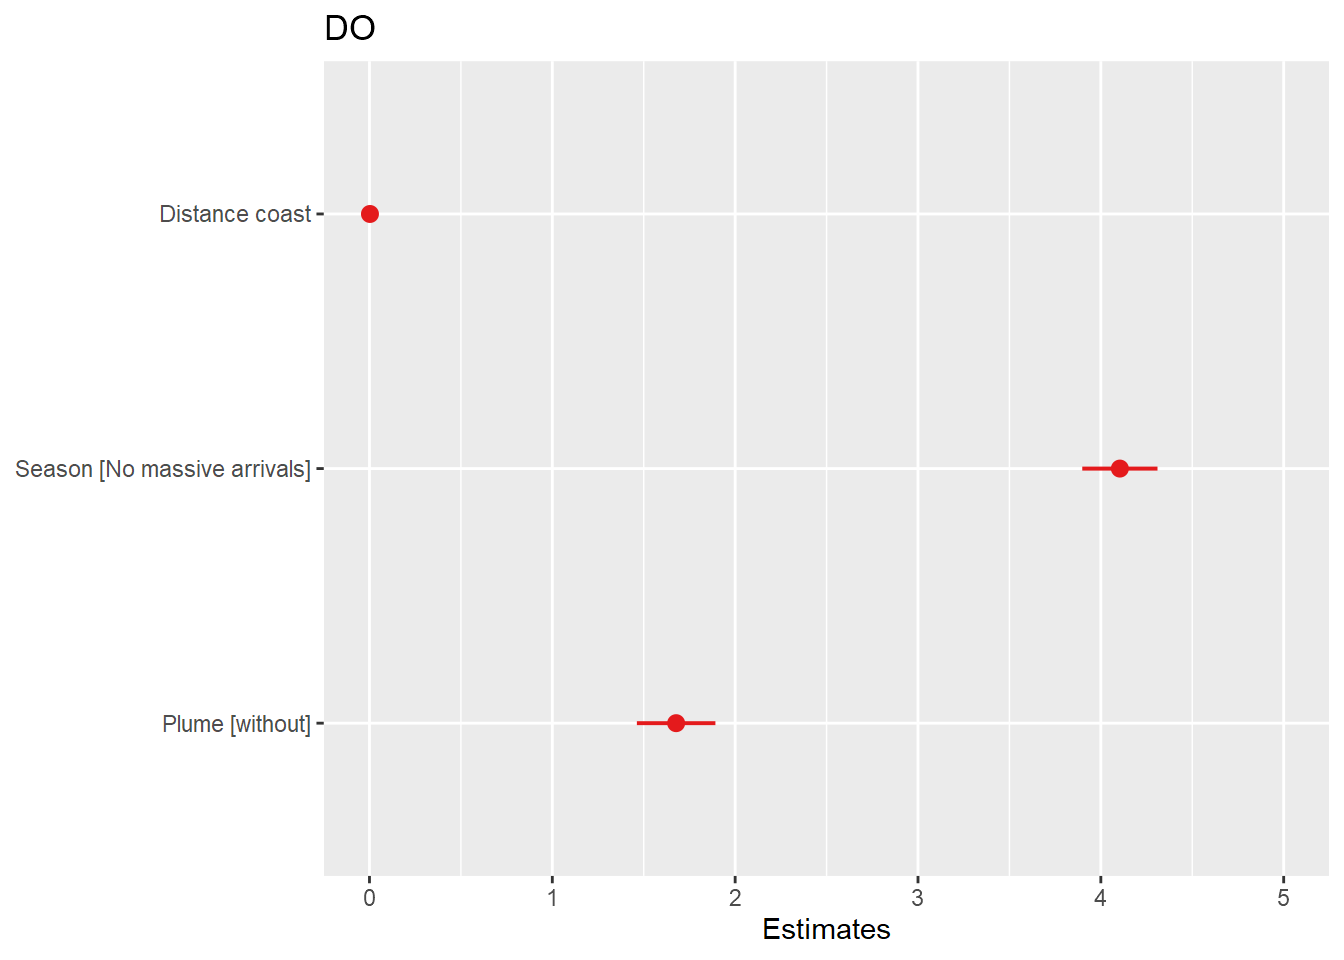 DO
Distance coast
Season [No massive arrivals]
Plume [without]
0 1 2 3 4 5
Estimates